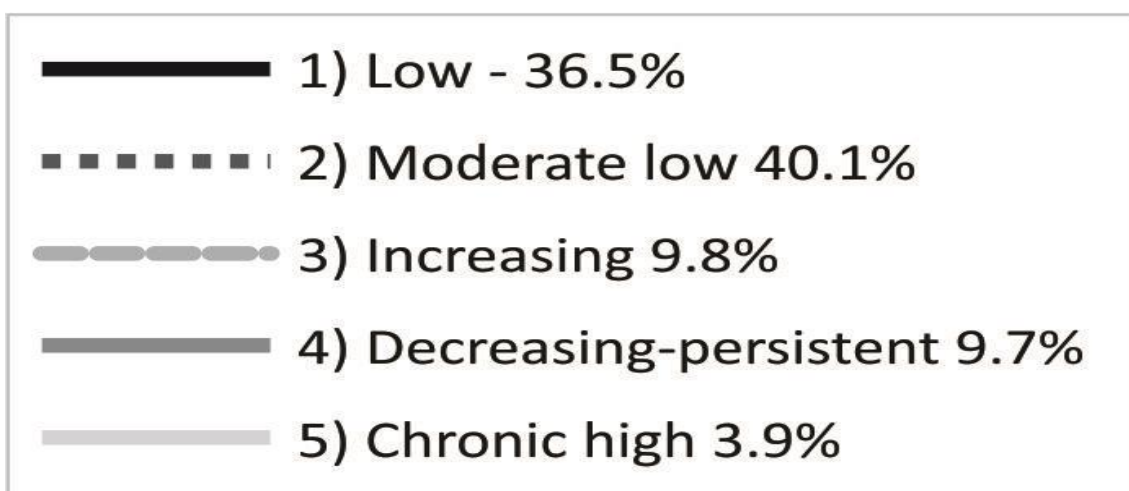 1) Low - 36.5%
2) Moderate low 40.1%
3) Increasing 9.8%
4) Decreasing-persistent 9.7%
5) Chronic high 3.9%